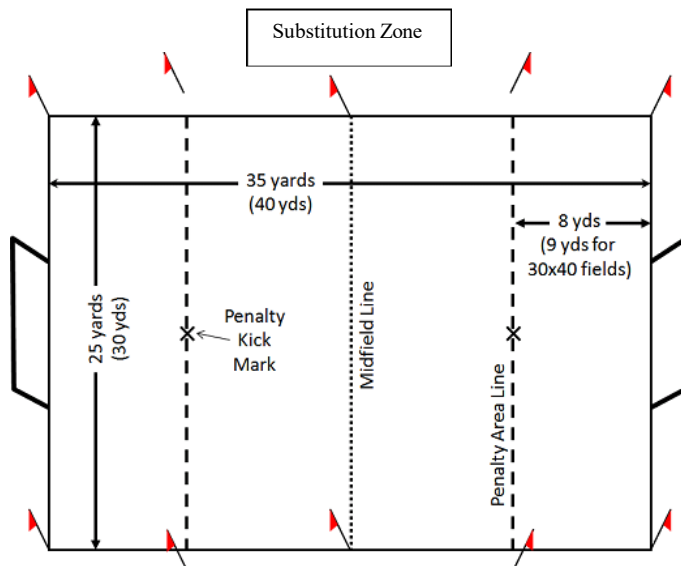 Substitution Zone
35 yards
(40 yds)
8 yds
(9 yds for
30x40 fields)
25 yards
(30 yds)
Penalty
Kick
Mark
Midfield Line
Penalty Area Line